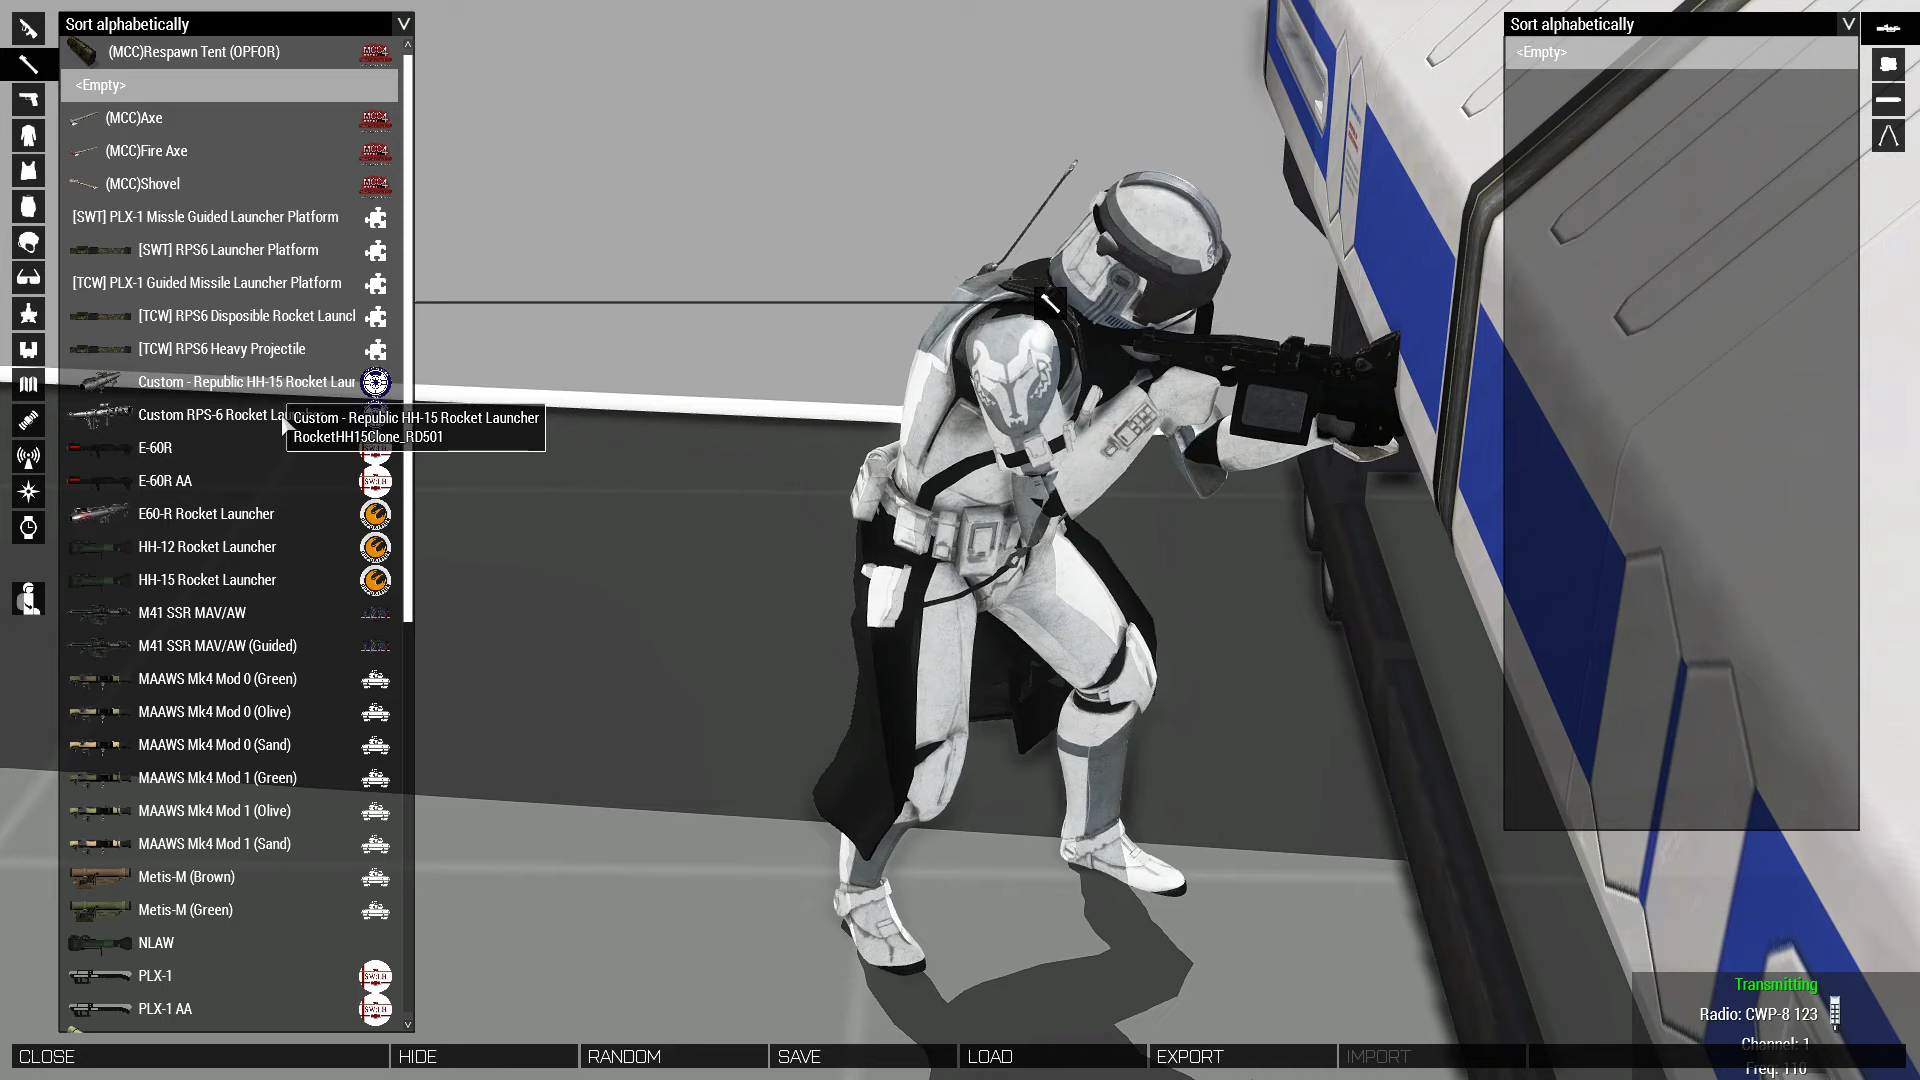 Sort alphabetically
(MCC)Respawn Tent (OPFOR)
<Empty>
(MCC)Axe
(MCC)Fire Axe
(MCC)Shovel
[SWT] PLX-1 Missle Guided Launcher Platform
[SWT] RPS6 Launcher Platform
[TCW] PLX-1 Guided Missile Launcher Platform
[TCW] RPS6 Disposible Rocket Launcl
[TCW] RPS6 Heavy Projectile
Custom - Republic HH-15 Rocket Laur
Custom RPS-6 Rocket La
Custom - Republic HH-15 Rocket Launcher
RocketHH15Clone_RD501
E-60R
E-60R AA
E60-R Rocket Launcher
HH-12 Rocket Launcher
HH-15 Rocket Launcher
M41 SSR MAV/AW
M41 SSR MAV/AW (Guided)
MAAWS Mk4 Mod 0 (Green)
MAAWS Mk4 Mod 0 (Olive)
MAAWS Mk4 Mod 0 (Sand)
MAAWS Mk4 Mod 1 (Green)
MAAWS Mk4 Mod 1 (Olive)
MAAWS Mk4 Mod 1 (Sand)
Metis-M (Brown)
Metis-M (Green)
NLAW
PLX-1
PLX-1 AA
Sort alphabetically
<Empty>
Transmitting
Radio: CWP-8 123
Channel: 1
Freq: 110
CLOSE
HIDE
RANDOM
SAVE
LOAD
EXPORT
IMPORT